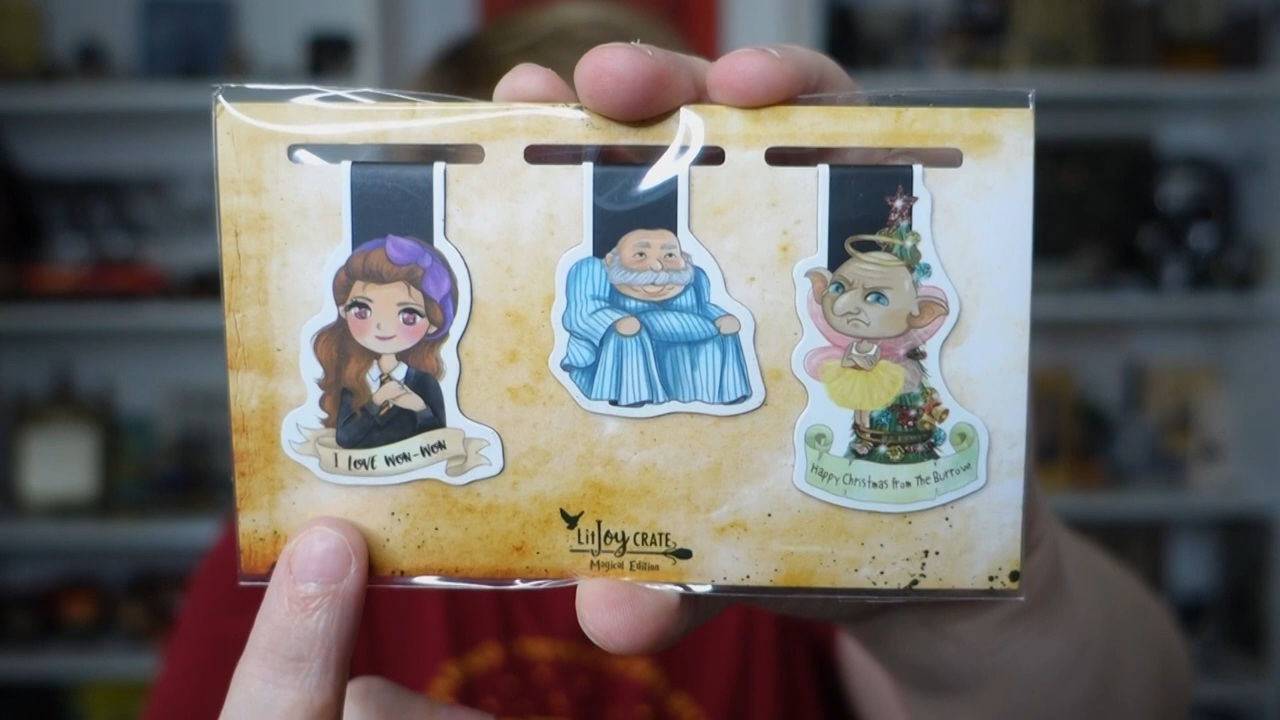 I LOVE WON-WON
Happy Christmas from The Burrow
LitJoy CRATE
Magical Edition